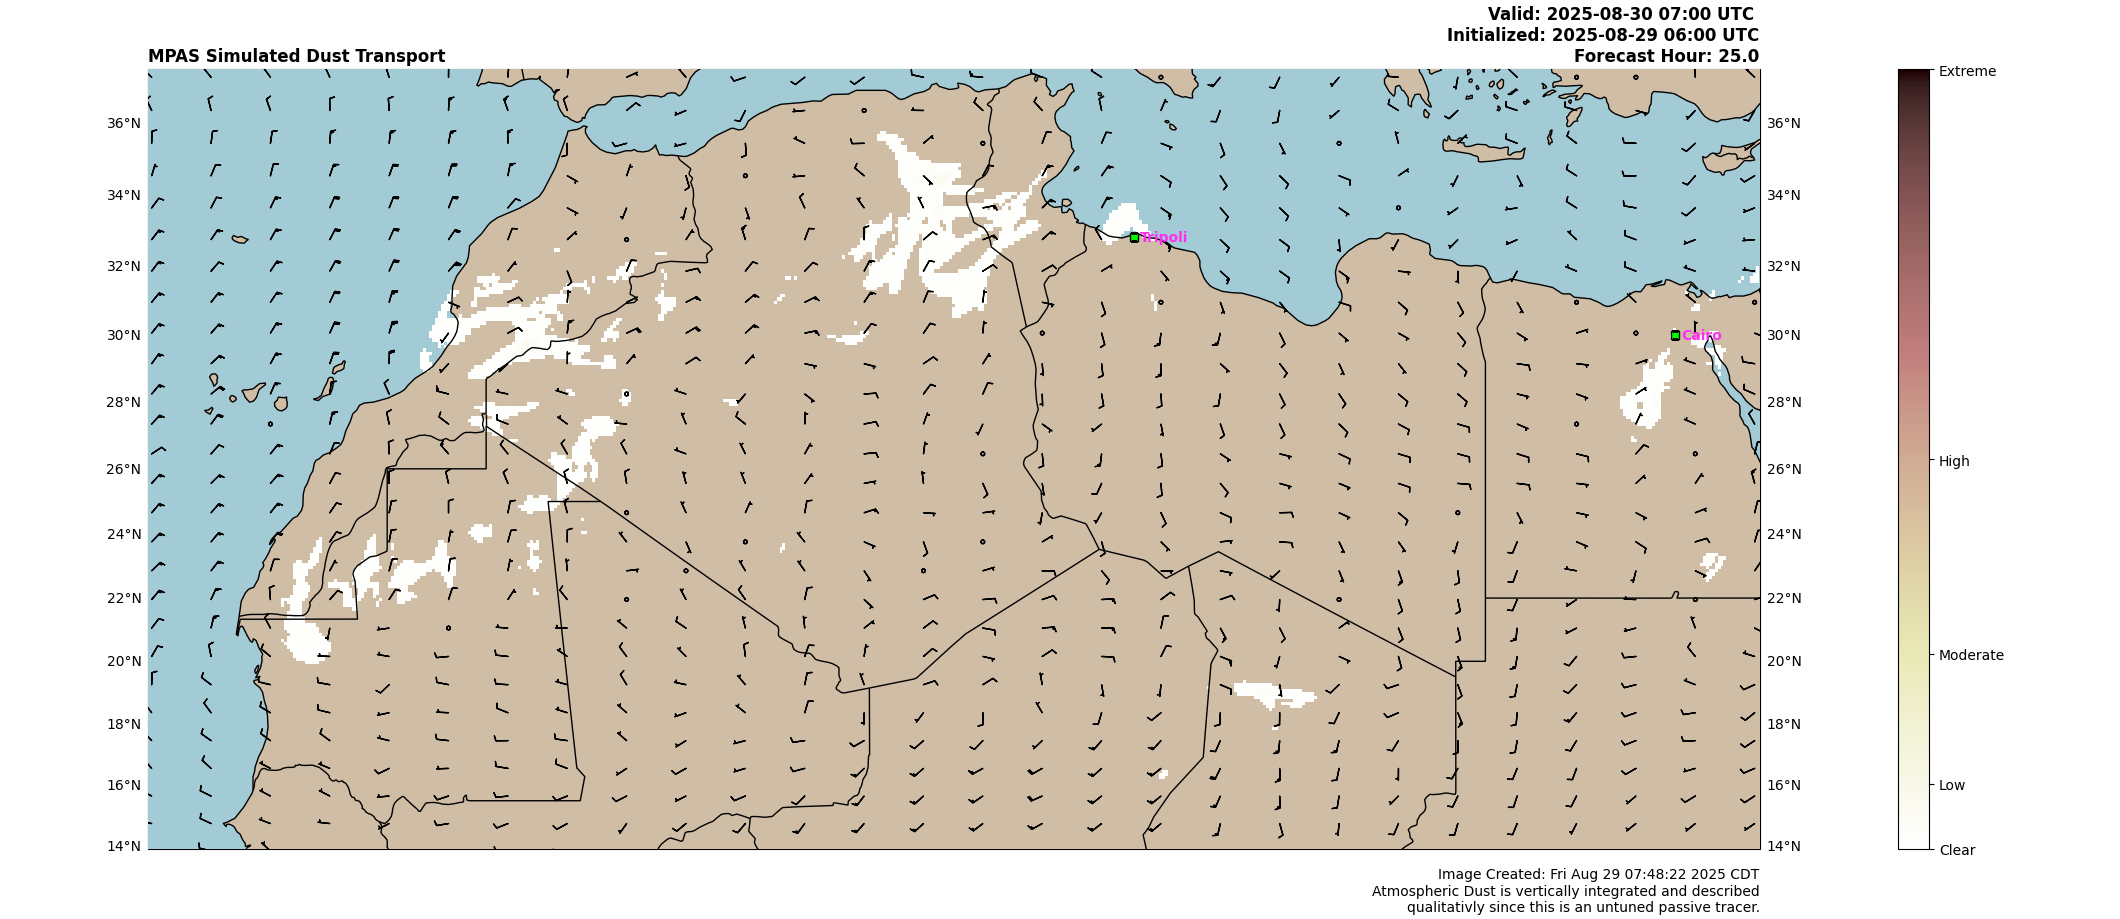 Valid: 2025-08-30 07:00 UTC
Initialized: 2025-08-29 06:00 UTC
MPAS Simulated Dust Transport
Forecast Hour: 25.0
Extreme
36°N
36°N
34°N
34°N
Tripoli
32°N
32°N
30°N
Cairo
30°N
28°N
28°N
High
26°N
26°N
24°N
24°N
22°N
22°N
Moderate
20°N
20°N
18°N
18°N
16°N
16°N
Low
14°N
14°N
Clear
Image Created: Fri Aug 29 07:48:22 2025 CDT
Atmospheric Dust is vertically integrated and described
qualitativly since this is an untuned passive tracer.